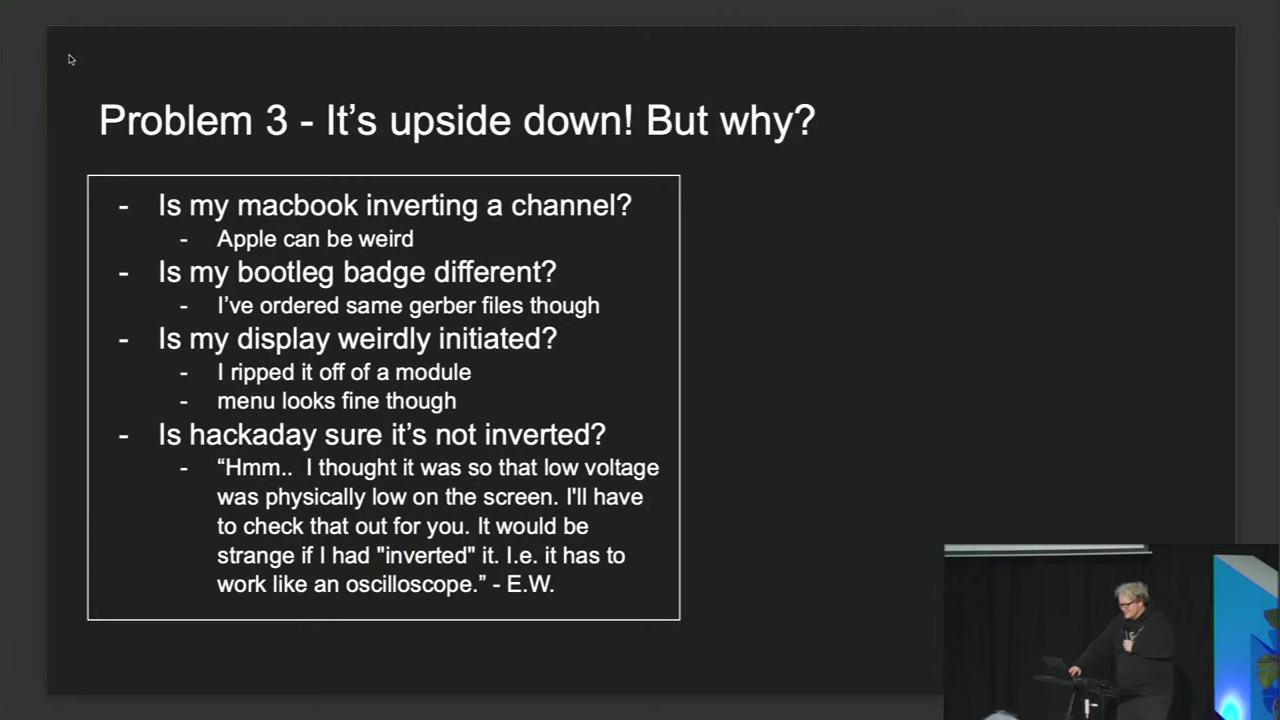 Problem 3 - It’s upside down! But why?
- Is my macbook inverting a channel?
- Apple can be weird
- Is my bootleg badge different?
- I’ve ordered same gerber files though
- Is my display weirdly initiated?
- I ripped it off of a module
- menu looks fine though
- Is hackaday sure it’s not inverted?
- “Hmm.. I thought it was so that low voltage
was physically low on the screen. I'll have
to check that out for you. It would be
strange if I had "inverted" it. I.e. it has to
work like an oscilloscope.” - E.W.